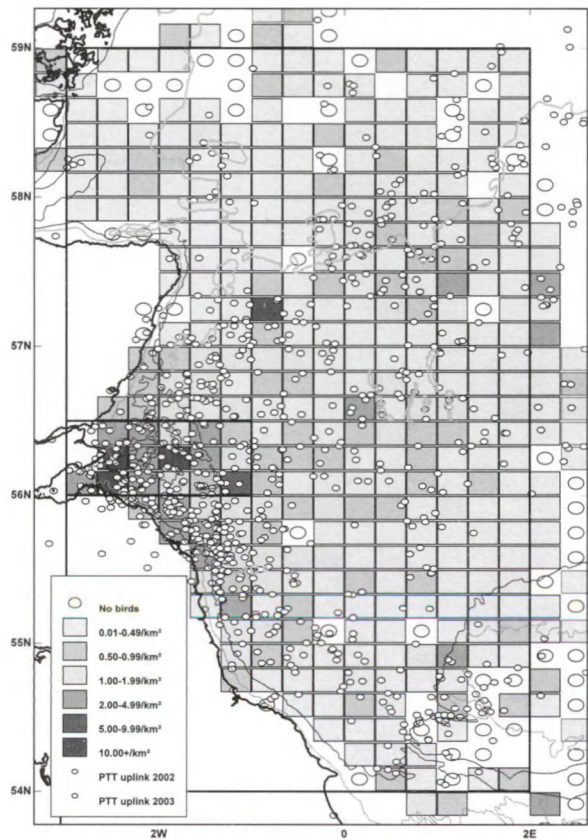 59N
58N
57N
56N
55N
54N
No birds
0.01-0.49/km²
0.50-0.99/km²
1.00-1.99/km²
2.00-4.99/km²
5.00-9.99/km²
10.00+/km²
PTT uplink 2002
PTT uplink 2003
2W
0
2E